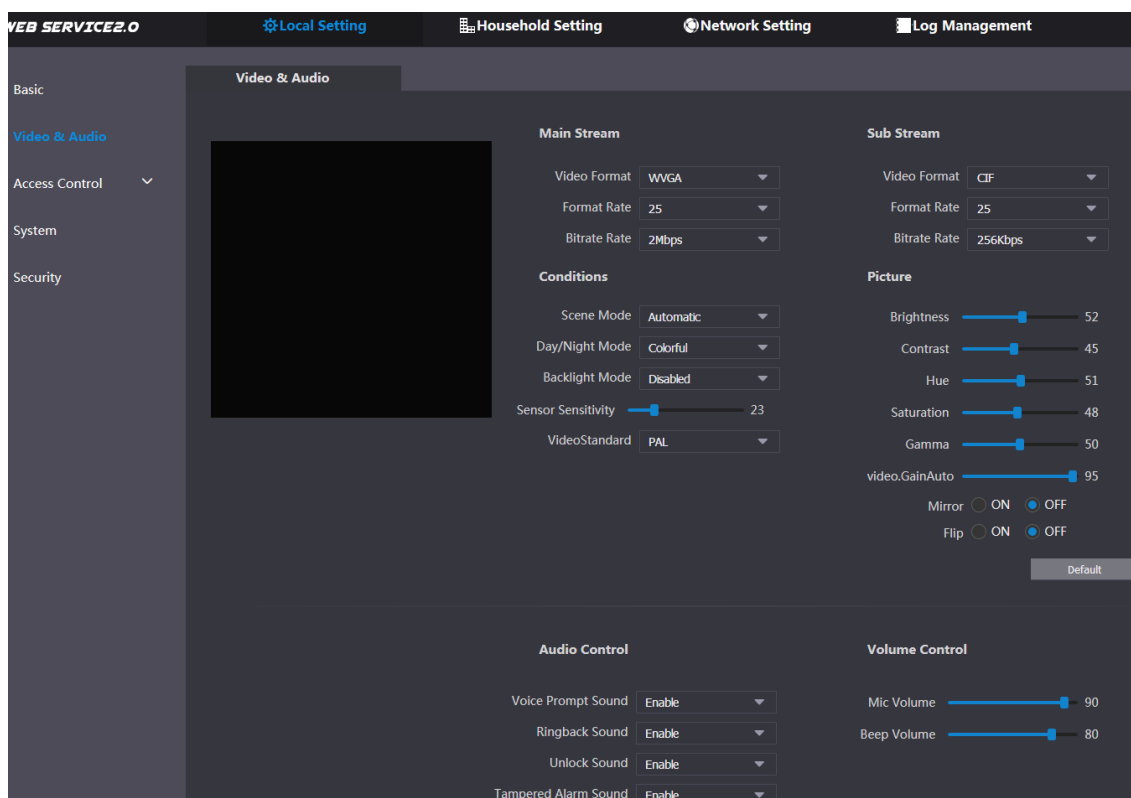 WEB SERVICE2.0
Local Setting
Household Setting
Network Setting
Log Management
Basic
Video & Audio
Access Control
System
Security
Video & Audio
Main Stream
Video Format WVGA
Format Rate 25
Bitrate Rate 2Mbps
Conditions
Scene Mode Automatic
Day/Night Mode Colorful
Backlight Mode Disabled
Sensor Sensitivity 23
VideoStandard PAL
Sub Stream
Video Format CIF
Format Rate 25
Bitrate Rate 256Kbps
Picture
Brightness 52
Contrast 45
Hue 51
Saturation 48
Gamma 50
video.GainAuto 95
Mirror ON OFF
Flip ON OFF
Default
Audio Control
Voice Prompt Sound Enable
Ringback Sound Enable
Unlock Sound Enable
Tampered Alarm Sound Enable
Volume Control
Mic Volume 90
Beep Volume 80